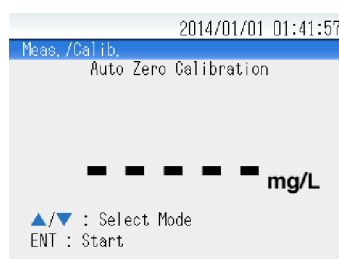 2014/01/01 01:41:57
Meas./Calib.
Auto Zero Calibration
- - - - - mg/L
▲/▼ : Select Mode
ENT : Start